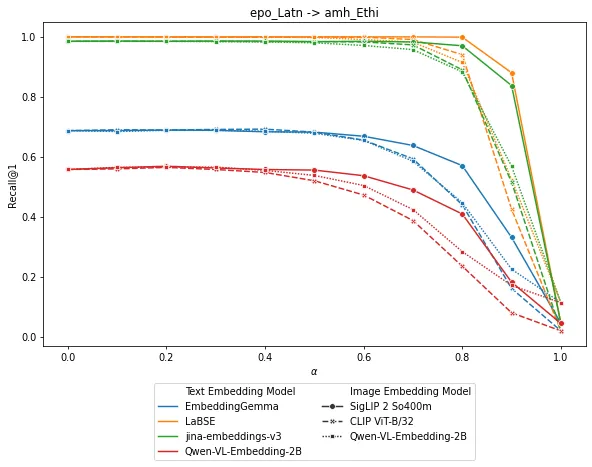 epo_Latn -> amh_Ethi
Recall@1
1.0
0.8
0.6
0.4
0.2
0.0
0.0 0.2 0.4 0.6 0.8 1.0
α
Text Embedding Model Image Embedding Model
EmbeddingGemma SigLIP 2 So400m
LaBSE CLIP ViT-B/32
jina-embeddings-v3 Qwen-VL-Embedding-2B
Qwen-VL-Embedding-2B